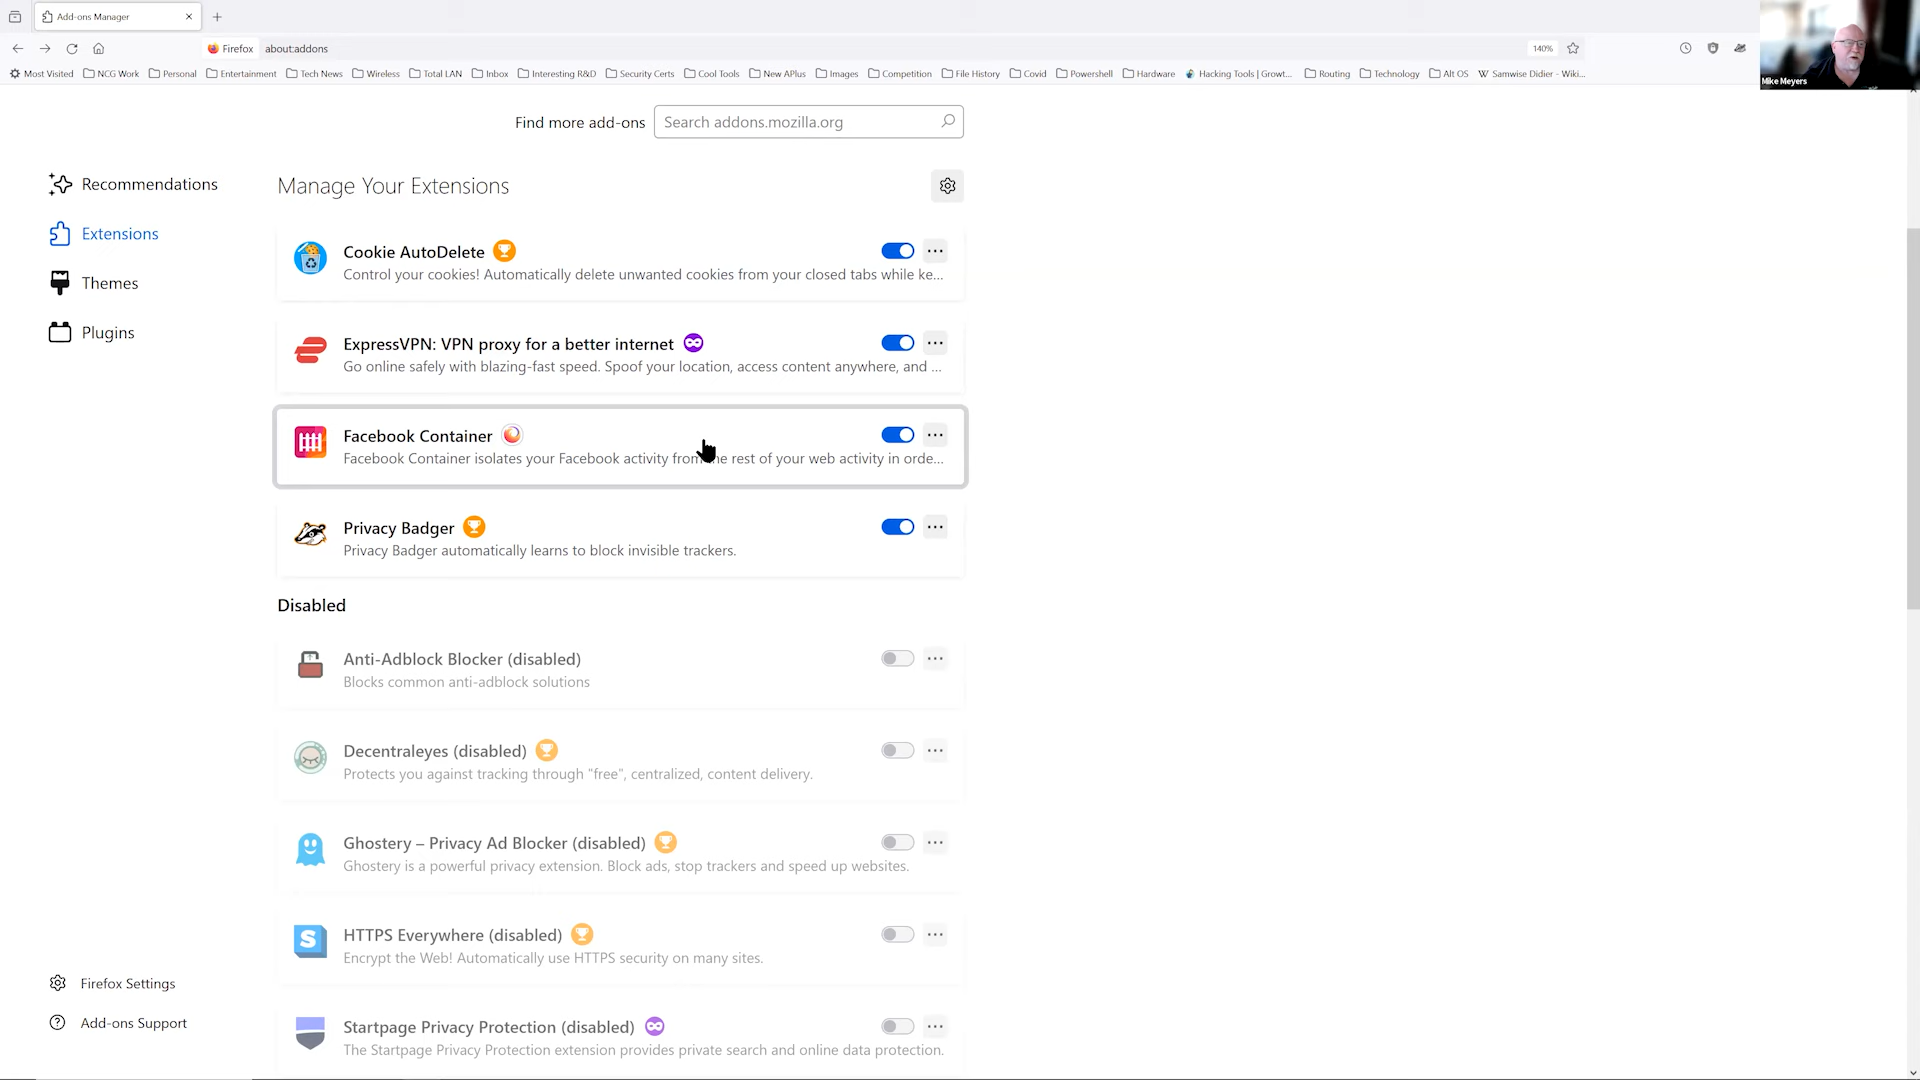 Add-ons Manager
Firefox about:addons 140%
Most Visited NCG Work Personal Entertainment Tech News Wireless Total LAN Inbox Interesting R&D Security Certs Cool Tools New APlus Images Competition File History Covid Powershell Hardware Hacking Tools | Growt... Routing Technology Alt OS Samwise Didier - Wiki...
Mike Meyers
Find more add-ons Search addons.mozilla.org
Recommendations
Extensions
Themes
Plugins
Manage Your Extensions
Cookie AutoDelete
Control your cookies! Automatically delete unwanted cookies from your closed tabs while ke...
ExpressVPN: VPN proxy for a better internet
Go online safely with blazing-fast speed. Spoof your location, access content anywhere, and ...
Facebook Container
Facebook Container isolates your Facebook activity from the rest of your web activity in orde...
Privacy Badger
Privacy Badger automatically learns to block invisible trackers.
Disabled
Anti-Adblock Blocker (disabled)
Blocks common anti-adblock solutions
Decentraleyes (disabled)
Protects you against tracking through "free", centralized, content delivery.
Ghostery – Privacy Ad Blocker (disabled)
Ghostery is a powerful privacy extension. Block ads, stop trackers and speed up websites.
HTTPS Everywhere (disabled)
Encrypt the Web! Automatically use HTTPS security on many sites.
Startpage Privacy Protection (disabled)
The Startpage Privacy Protection extension provides private search and online data protection.
Firefox Settings
Add-ons Support